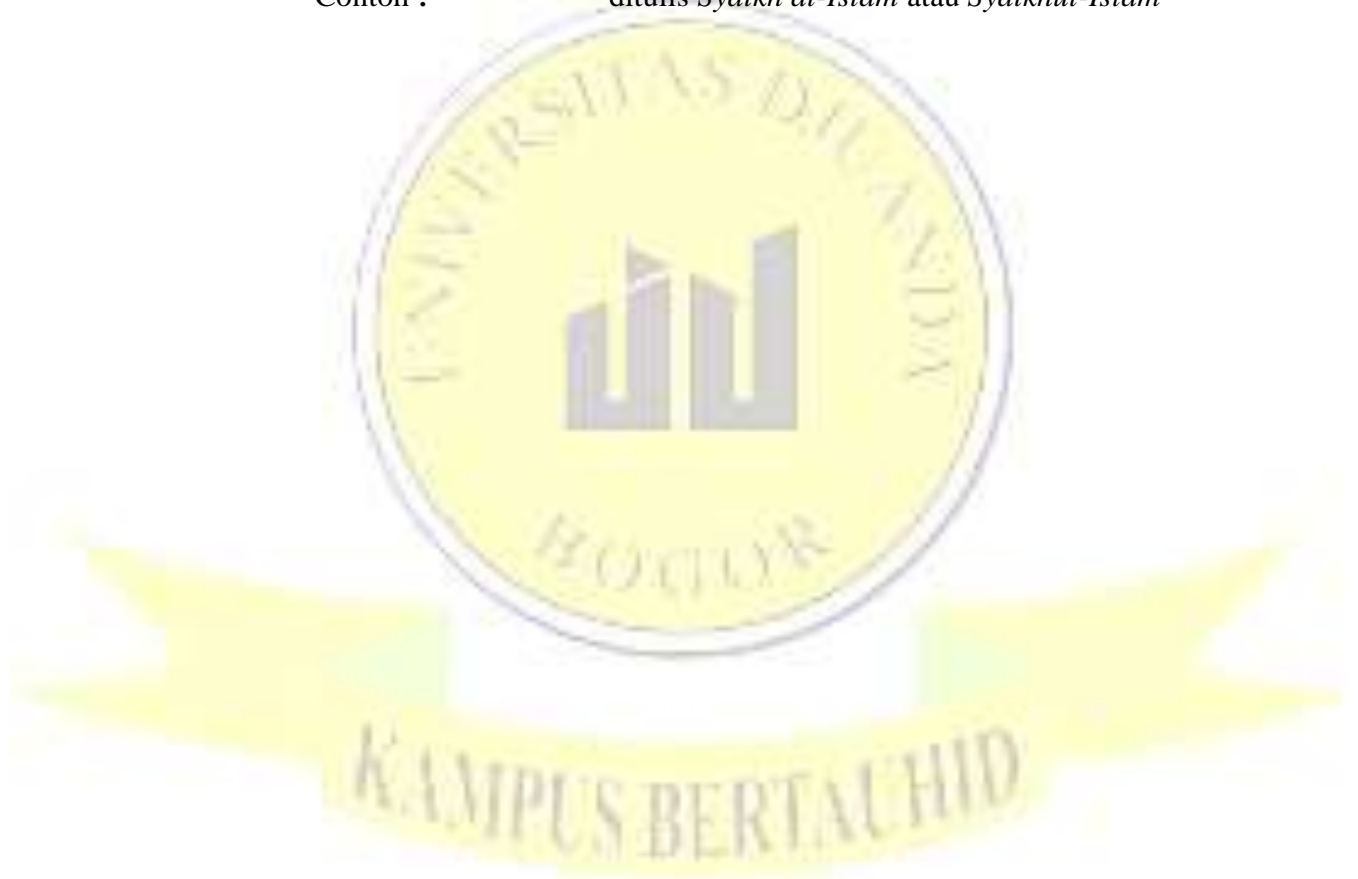 Contoh : ditulis Syaikh al-Islam atau Syaikhul-Islam
UNIVERSITAS DJUANDA
BOGOR
KAMPUS BERTAUHID